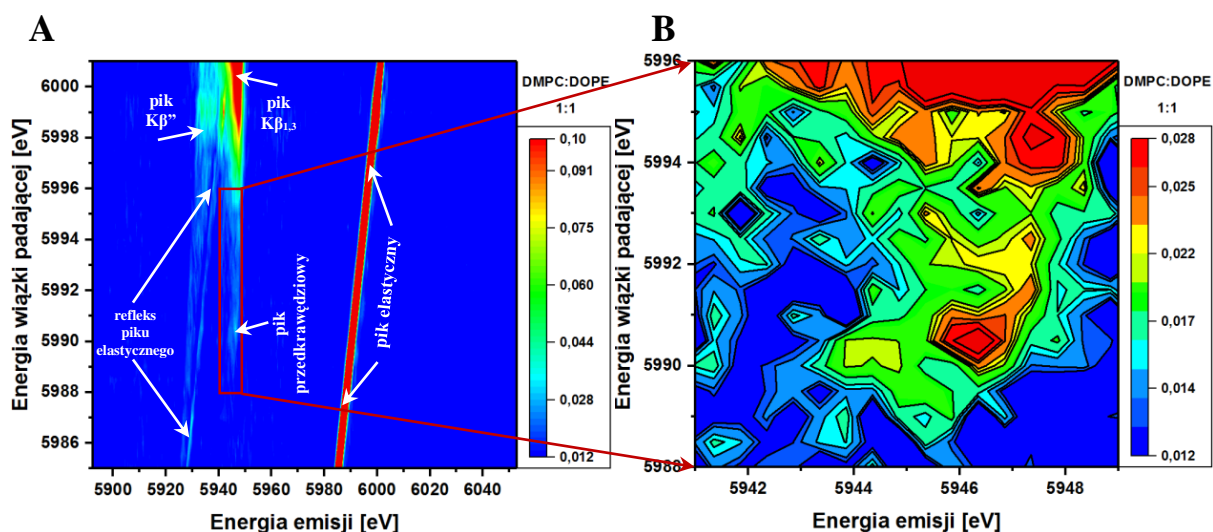 A
B
DMPC:DOPE
1:1
pik
Kβ”
pik
Kβ1,3
refleks
piku
elastycznego
pik
przedkrawędziowy
pik elastyczny
0,10
0,091
0,075
0,060
0,044
0,028
0,012
6000
5998
5996
5994
5992
5990
5988
5986
Energia wiązki padającej [eV]
5900
5920
5940
5960
5980
6000
6020
6040
Energia emisji [eV]
DMPC:DOPE
1:1
0,028
0,025
0,022
0,017
0,014
0,012
5996
5994
5992
5990
5988
Energia wiązki padającej [eV]
5942
5944
5946
5948
Energia emisji [eV]